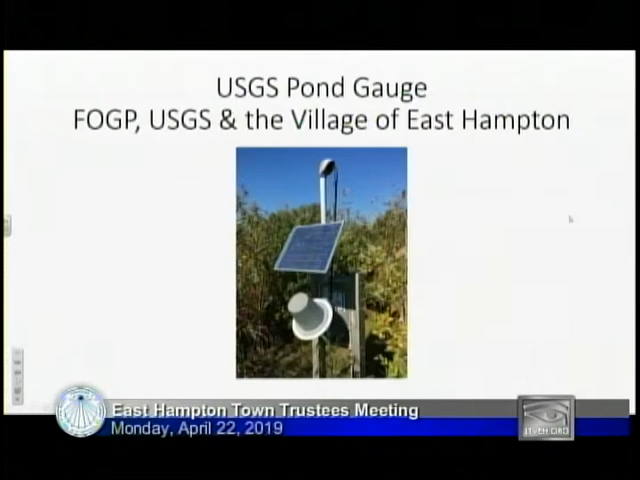 USGS Pond Gauge
FOGP, USGS & the Village of East Hampton
East Hampton Town Trustees Meeting
Monday, April 22, 2019